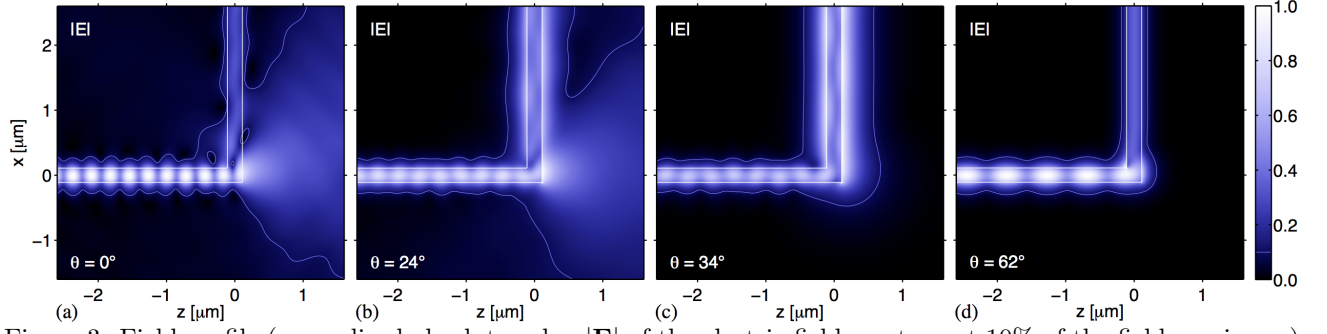 |E|
|E|
|E|
|E|
1.0
0.8
0.6
0.4
0.2
0.0
x [μm]
2
1
0
−1
θ = 0°
θ = 24°
θ = 34°
θ = 62°
−2 −1 0 1
−2 −1 0 1
−2 −1 0 1
−2 −1 0 1
(a) z [μm]
(b) z [μm]
(c) z [μm]
(d) z [μm]